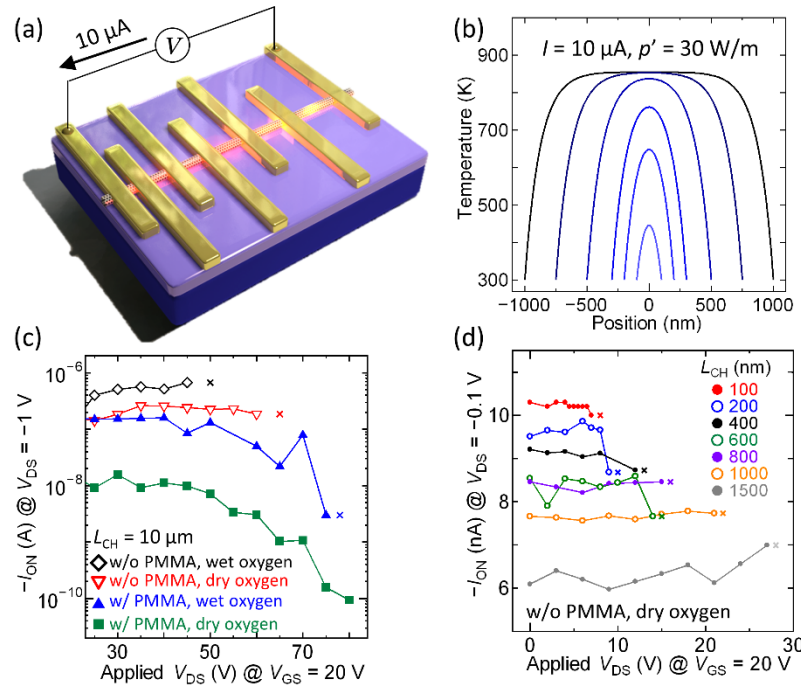 (a)
10 µA
V
(b)
I = 10 µA, p’ = 30 W/m
Temperature (K)
900
700
500
300
−1000
−500
0
500
1000
Position (nm)
(c)
−I_ON (A) @ V_DS = −1 V
10⁻⁶
10⁻⁸
10⁻¹⁰
L_CH = 10 µm
w/o PMMA, wet oxygen
w/o PMMA, dry oxygen
w/ PMMA, wet oxygen
w/ PMMA, dry oxygen
30
40
50
60
70
80
Applied V_DS (V) @ V_GS = 20 V
(d)
−I_ON (nA) @ V_DS = −0.1 V
10
8
6
L_CH (nm)
100
200
400
600
800
1000
1500
w/o PMMA, dry oxygen
0
10
20
30
Applied V_DS (V) @ V_GS = 20 V